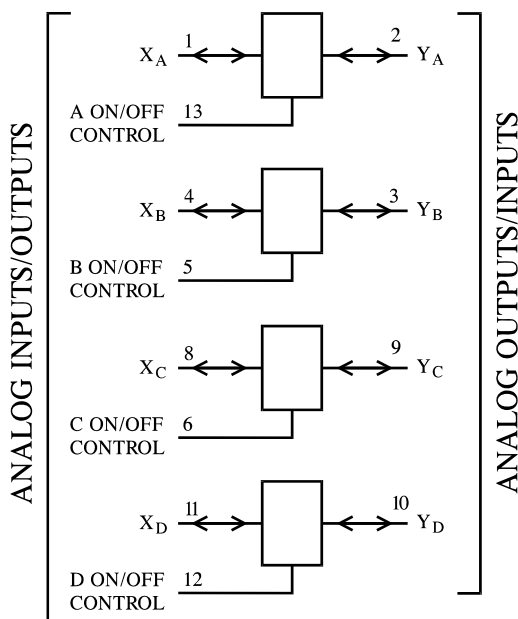 ANALOG INPUTS/OUTPUTS
X_A 1 2 Y_A
A ON/OFF 13
CONTROL
X_B 4 3 Y_B
B ON/OFF 5
CONTROL
X_C 8 9 Y_C
C ON/OFF 6
CONTROL
X_D 11 10 Y_D
D ON/OFF 12
CONTROL
ANALOG OUTPUTS/INPUTS